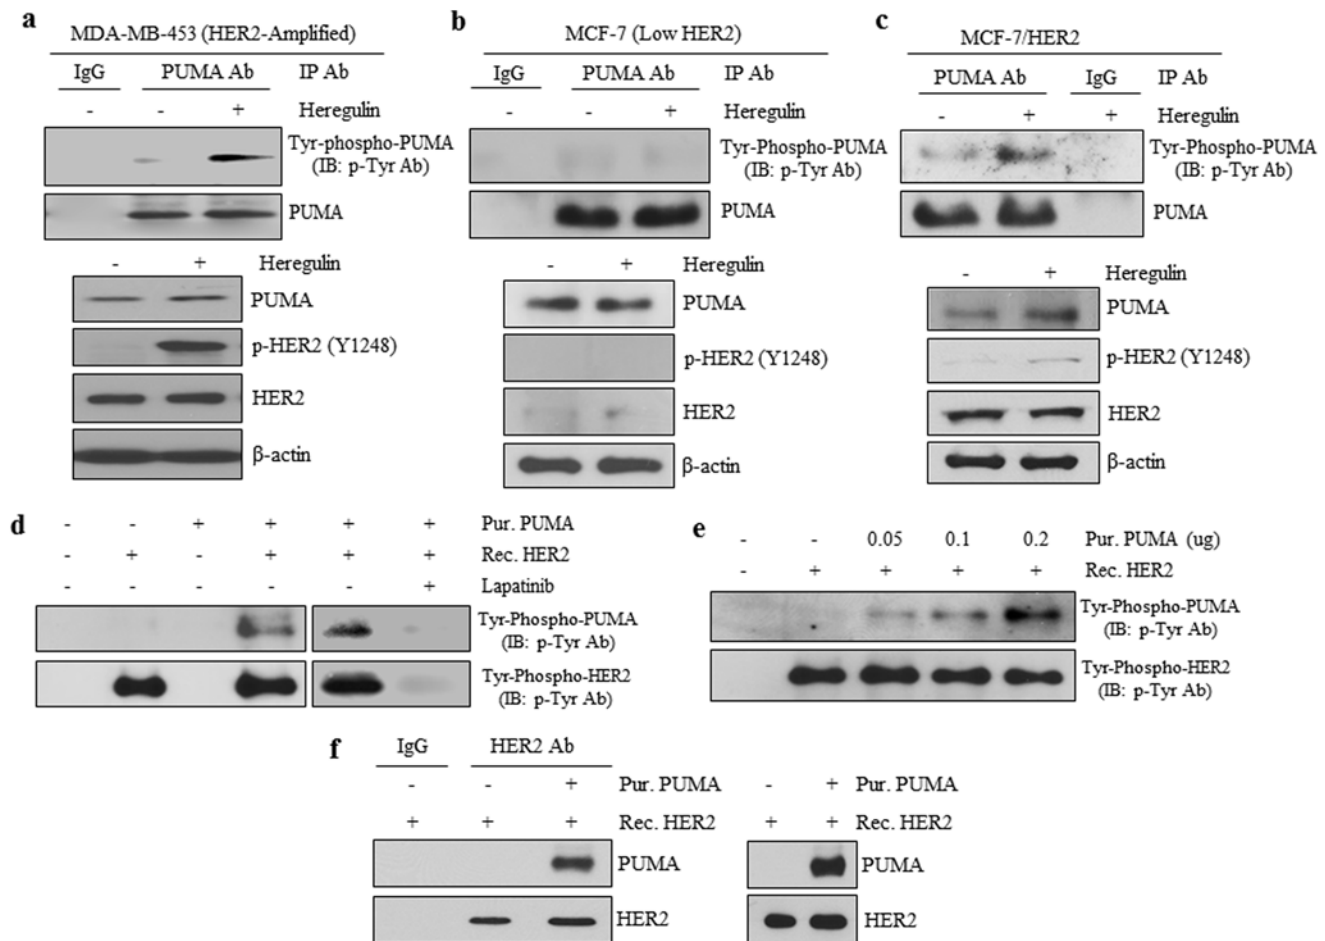 a
MDA-MB-453 (HER2-Amplified)
IgG PUMA Ab IP Ab
- - + Heregulin
Tyr-phospho-PUMA
(IB: p-Tyr Ab)
PUMA
- + Heregulin
PUMA
p-HER2 (Y1248)
HER2
β-actin
b
MCF-7 (Low HER2)
IgG PUMA Ab IP Ab
- - + Heregulin
Tyr-Phospho-PUMA
(IB: p-Tyr Ab)
PUMA
- + Heregulin
PUMA
p-HER2 (Y1248)
HER2
β-actin
c
MCF-7/HER2
PUMA Ab IgG IP Ab
- + + Heregulin
Tyr-Phospho-PUMA
(IB: p-Tyr Ab)
PUMA
- + Heregulin
PUMA
p-HER2 (Y1248)
HER2
β-actin
d
- - + + + + Pur. PUMA
- + - + + + Rec. HER2
- - - - - + Lapatinib
Tyr-Phospho-PUMA
(IB: p-Tyr Ab)
Tyr-Phospho-HER2
(IB: p-Tyr Ab)
e
- - 0.05 0.1 0.2 Pur. PUMA (ug)
- + + + + Rec. HER2
Tyr-Phospho-PUMA
(IB: p-Tyr Ab)
Tyr-Phospho-HER2
(IB: p-Tyr Ab)
f
IgG HER2 Ab
- - + Pur. PUMA
+ + + Rec. HER2
PUMA
HER2
- + Pur. PUMA
+ + Rec. HER2
PUMA
HER2